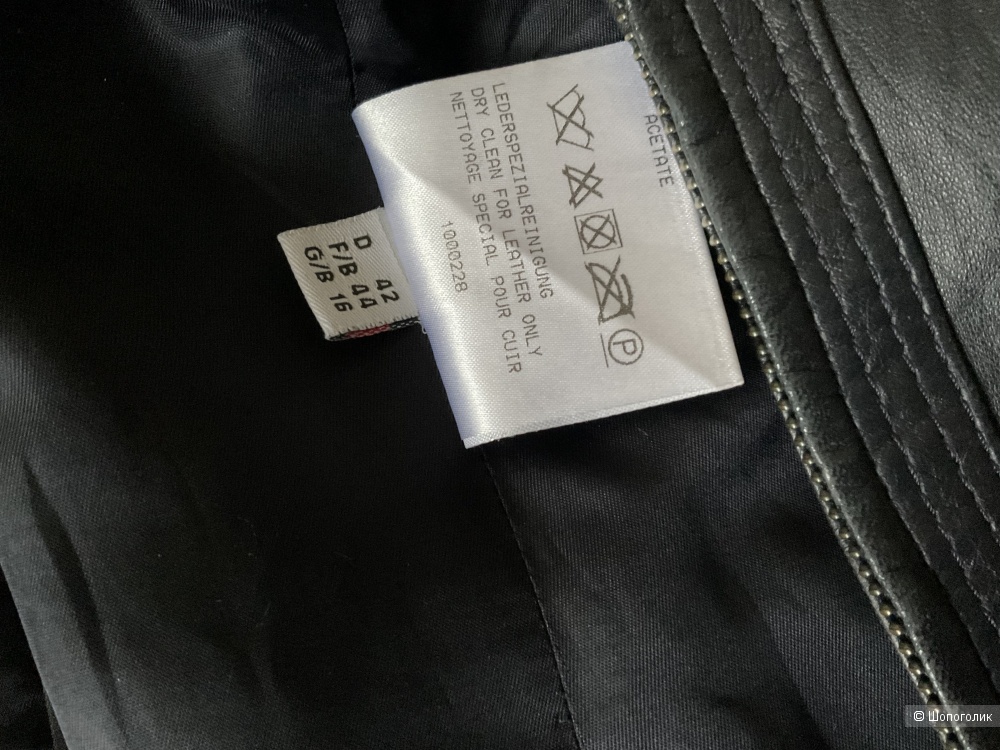 ACETATE
P
LEDERSPEZIALREINIGUNG
DRY CLEAN FOR LEATHER ONLY
NETTOYAGE SPECIAL POUR CUIR
1000228
D 42
F/B 44
G/B 16
© Шопоголик